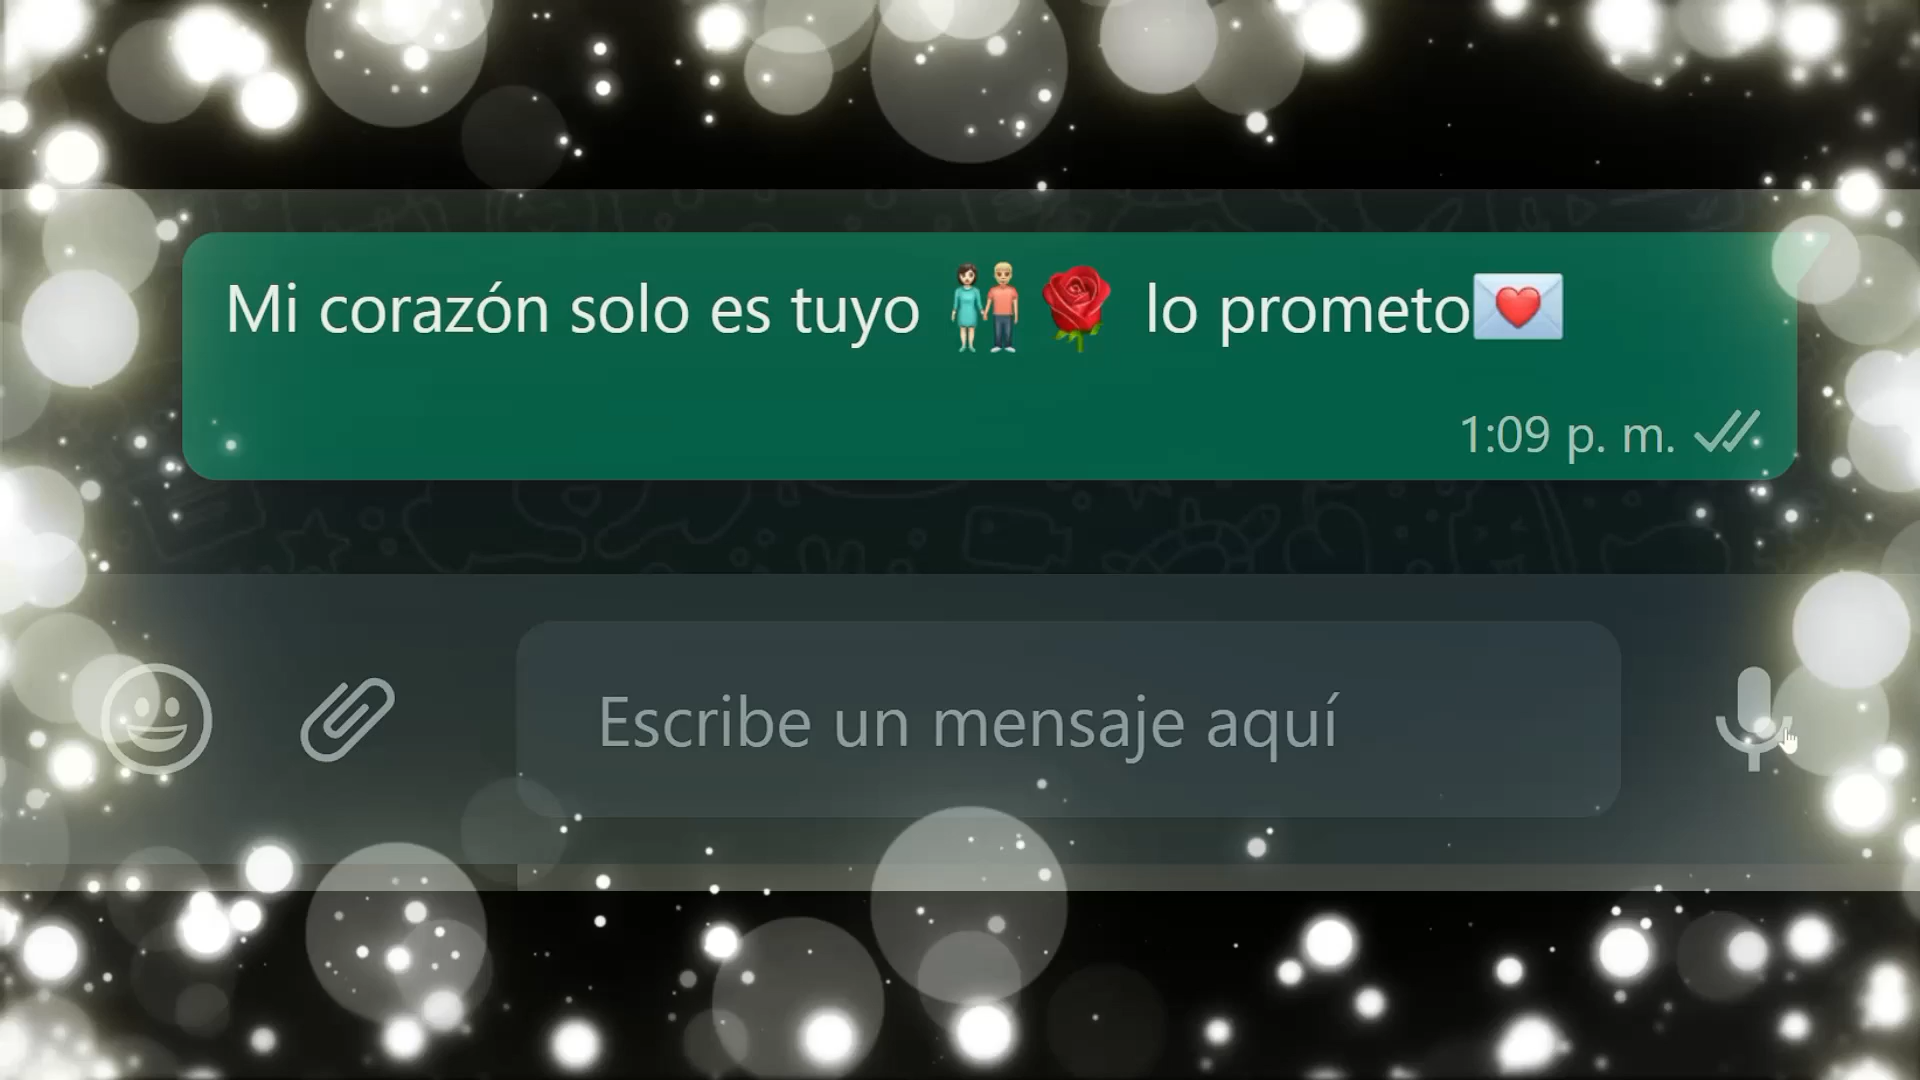 Mi corazón solo es tuyo 👫🌹 lo prometo💌
1:09 p. m.
Escribe un mensaje aquí